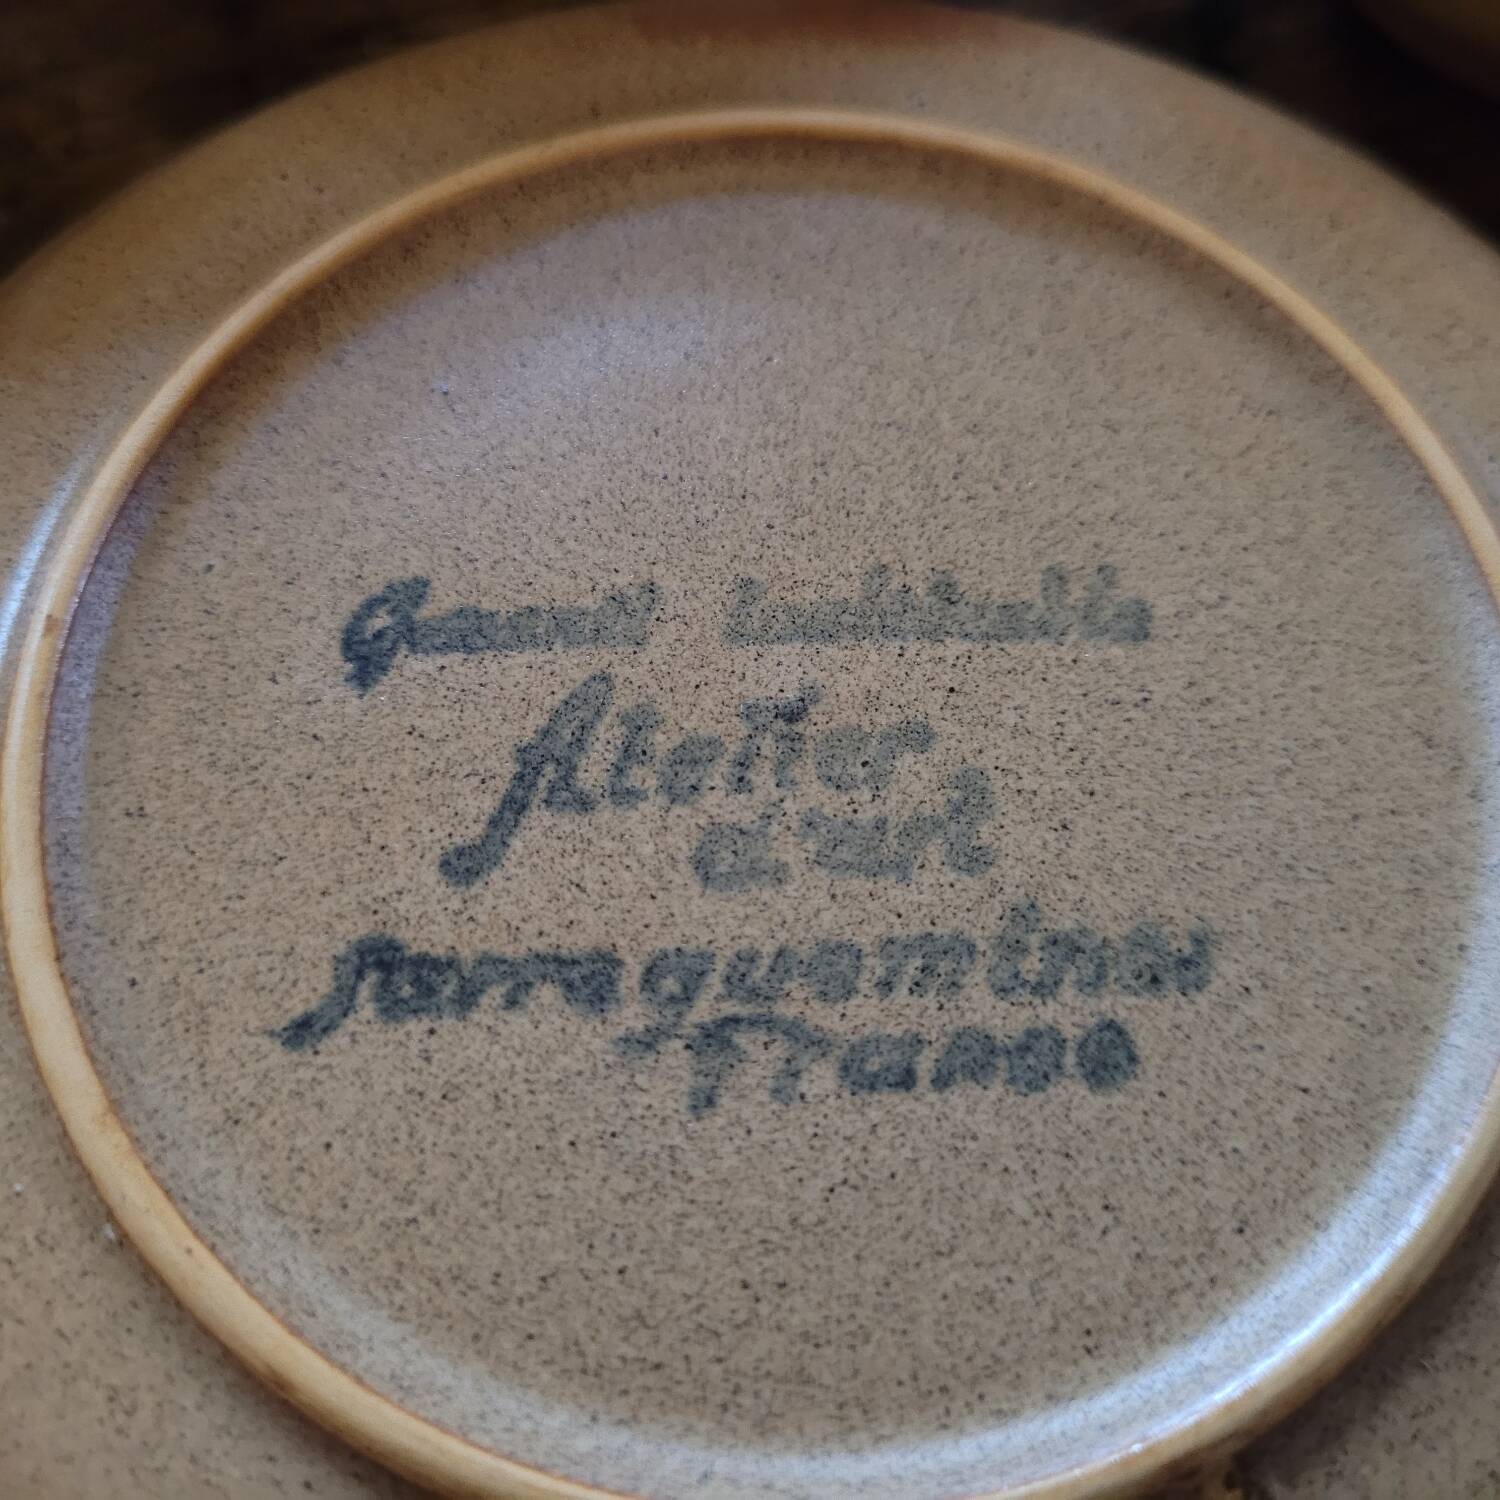 Atelier
d'art
Sarreguemines
France